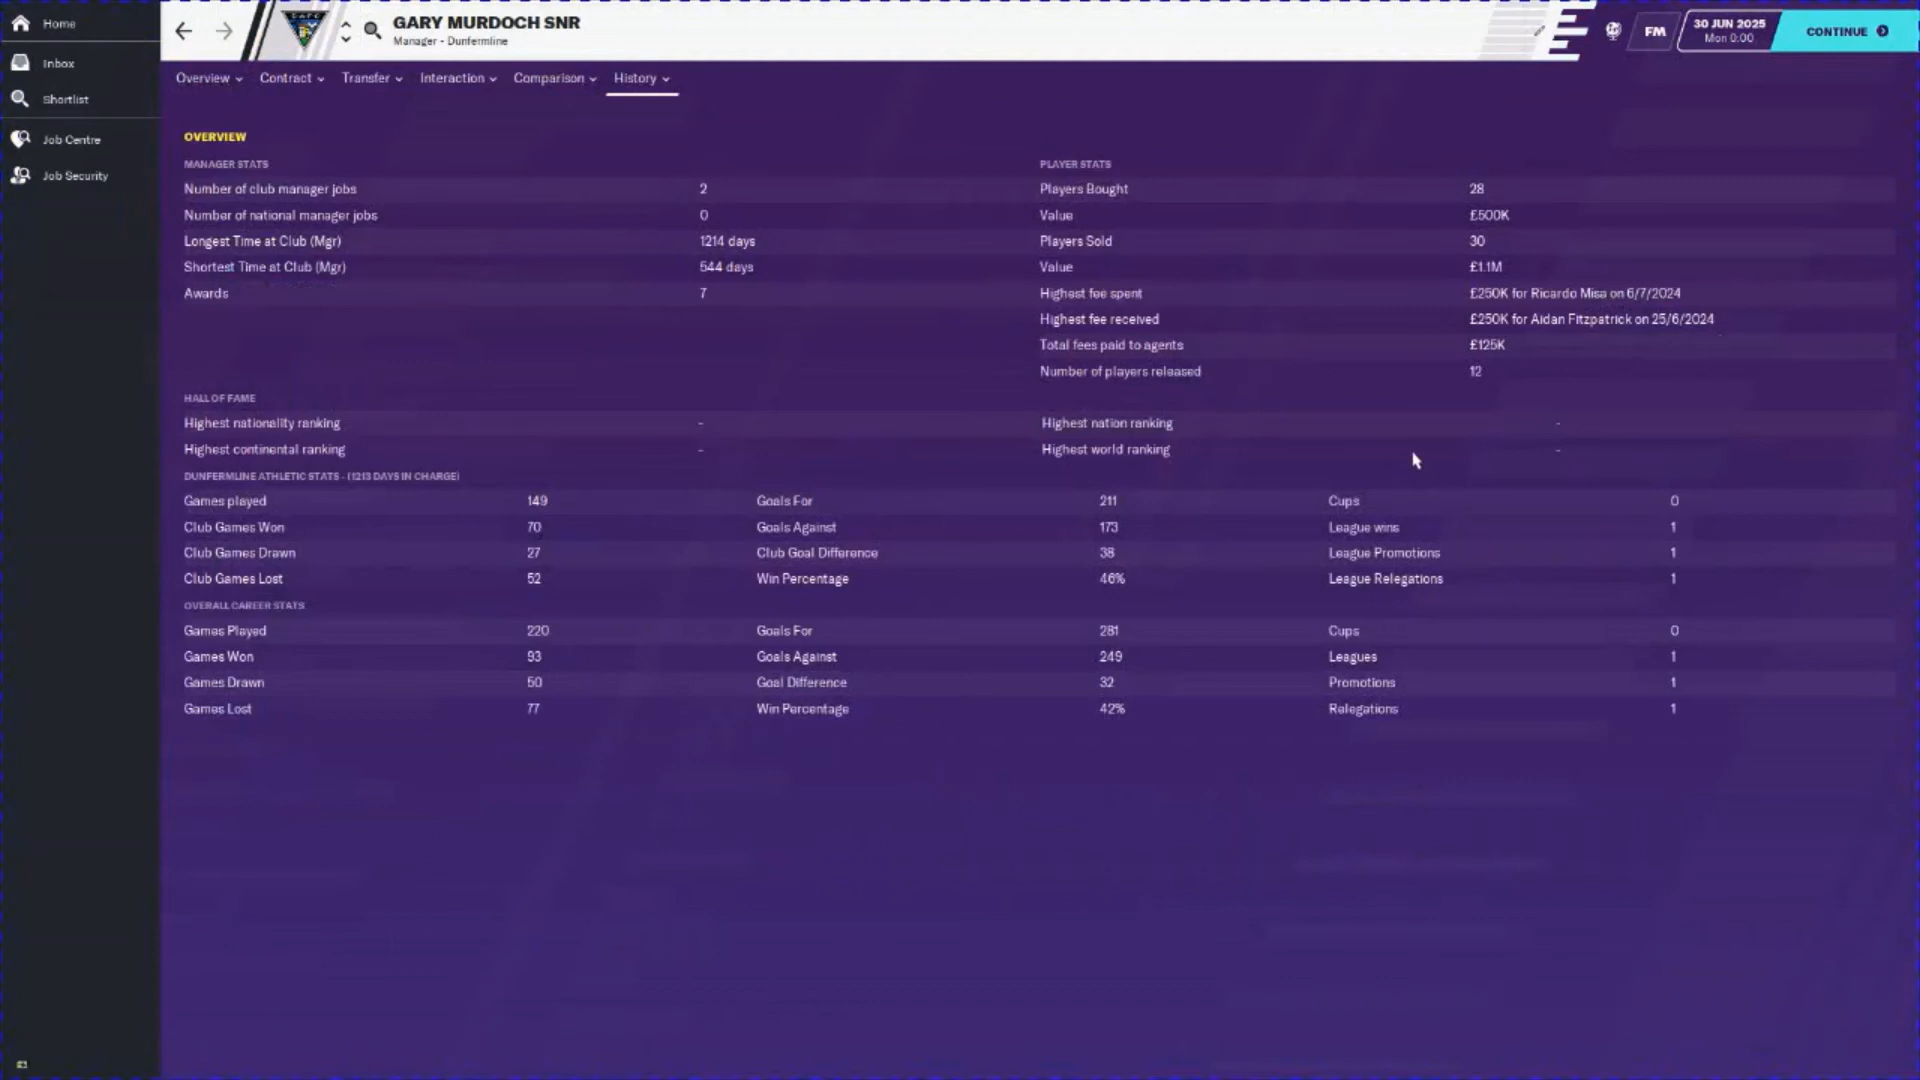 Home
Inbox
Shortlist
Job Centre
Job Security
GARY MURDOCH SNR
Manager - Dunfermline
FM
30 JUN 2025
Mon 0:00
CONTINUE
Overview Contract Transfer Interaction Comparison History
OVERVIEW
MANAGER STATS
Number of club manager jobs 2
Number of national manager jobs 0
Longest Time at Club (Mgr) 1214 days
Shortest Time at Club (Mgr) 544 days
Awards 7
PLAYER STATS
Players Bought 28
Value £500K
Players Sold 30
Value £1.1M
Highest fee spent £250K for Ricardo Misa on 6/7/2024
Highest fee received £250K for Aidan Fitzpatrick on 25/6/2024
Total fees paid to agents £125K
Number of players released 12
HALL OF FAME
Highest nationality ranking - Highest nation ranking -
Highest continental ranking - Highest world ranking -
DUNFERMLINE ATHLETIC STATS - (1213 DAYS IN CHARGE)
Games played 149 Goals For 211 Cups 0
Club Games Won 70 Goals Against 173 League wins 1
Club Games Drawn 27 Club Goal Difference 38 League Promotions 1
Club Games Lost 52 Win Percentage 46% League Relegations 1
OVERALL CAREER STATS
Games Played 220 Goals For 281 Cups 0
Games Won 93 Goals Against 249 Leagues 1
Games Drawn 50 Goal Difference 32 Promotions 1
Games Lost 77 Win Percentage 42% Relegations 1